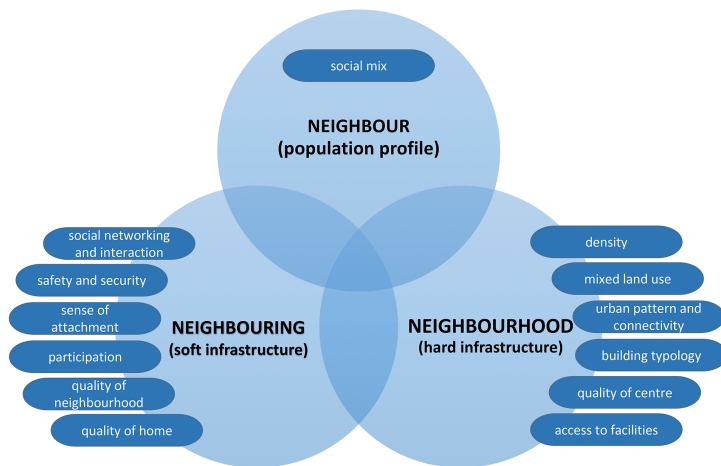 social mix
NEIGHBOUR
(population profile)
social networking
and interaction
safety and security
sense of
attachment
participation
quality of
neighbourhood
quality of home
NEIGHBOURING
(soft infrastructure)
NEIGHBOURHOOD
(hard infrastructure)
density
mixed land use
urban pattern and
connectivity
building typology
quality of centre
access to facilities